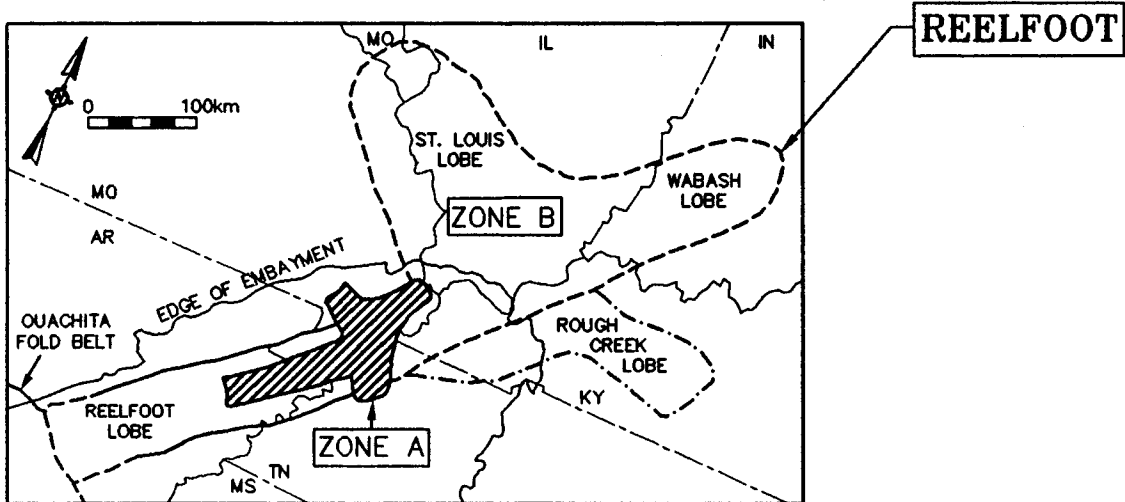 REELFOOT
MO
IL
IN
0 100km
ST. LOUIS
LOBE
WABASH
LOBE
MO
AR
ZONE B
EDGE OF EMBAYMENT
OUACHITA
FOLD BELT
ROUGH
CREEK
LOBE
KY
REELFOOT
LOBE
ZONE A
MS
TN